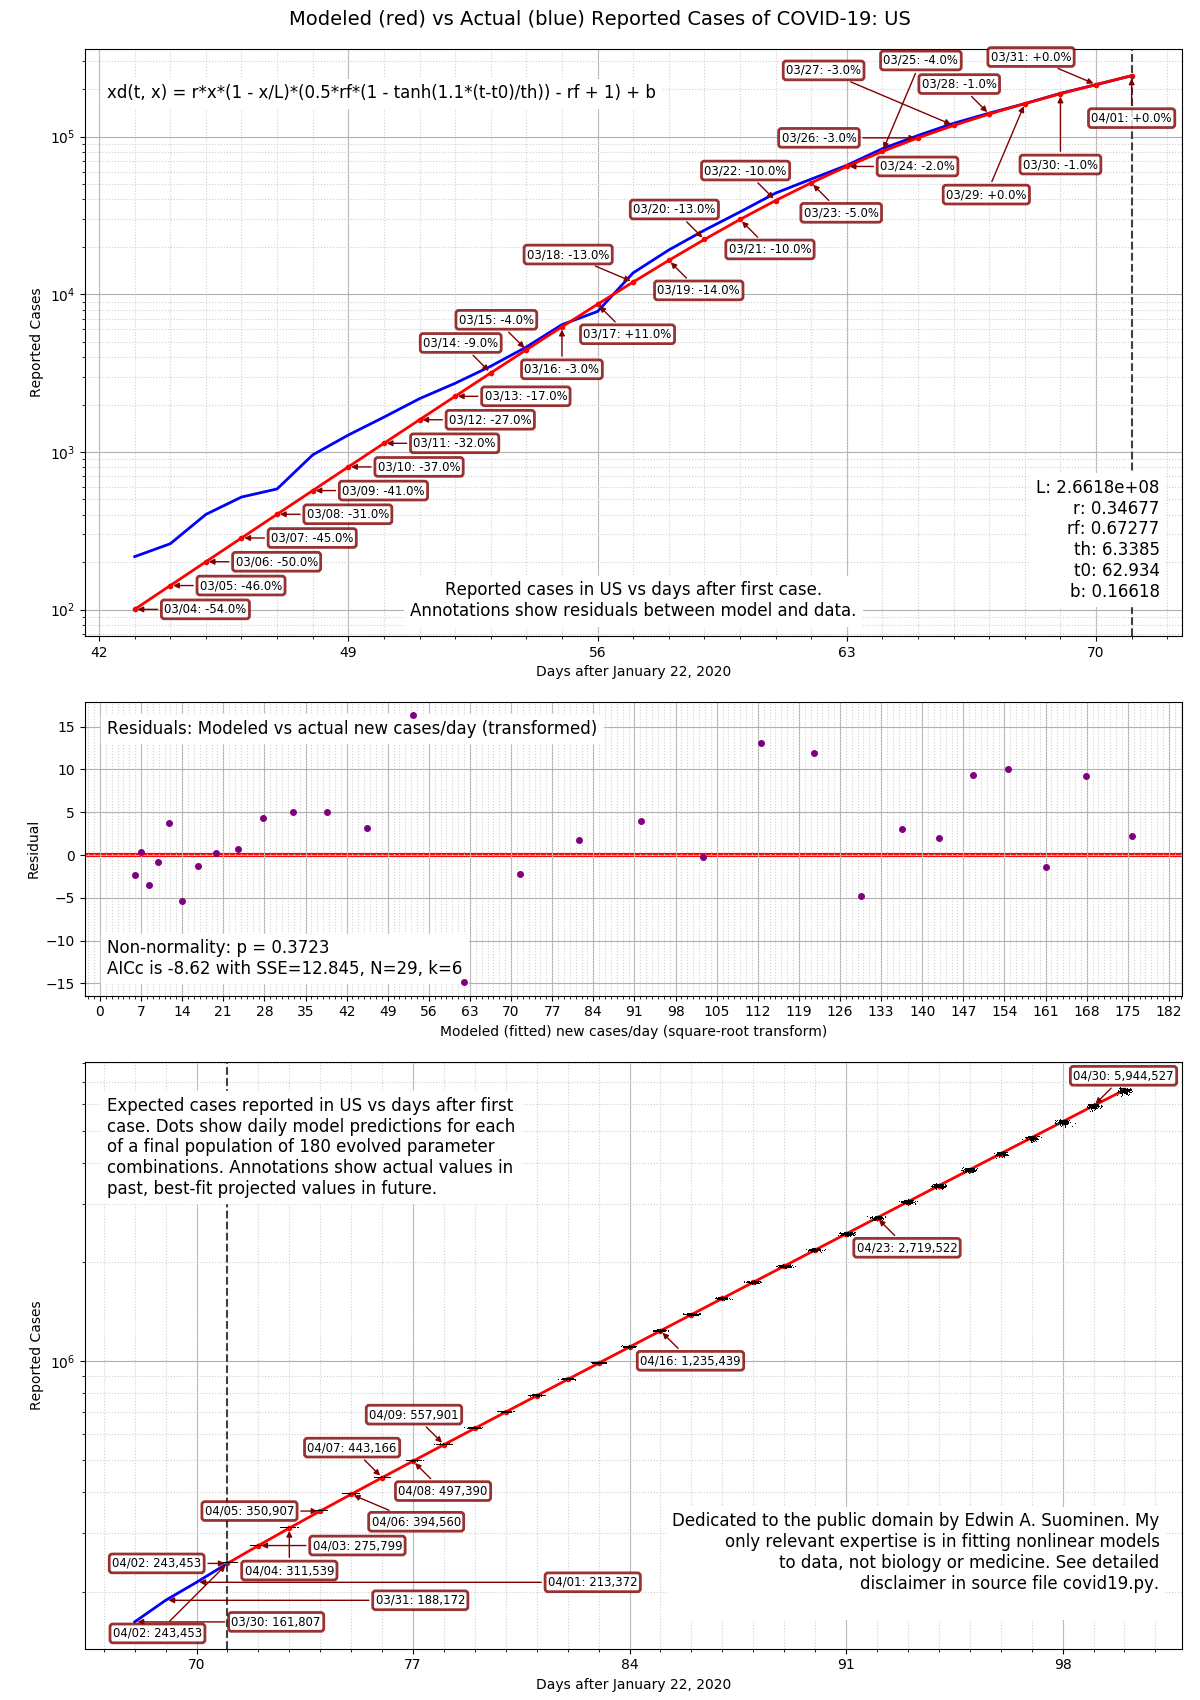 Modeled (red) vs Actual (blue) Reported Cases of COVID-19: US
xd(t, x) = r*x*(1 - x/L)*(0.5*rf*(1 - tanh(1.1*(t-t0)/th)) - rf + 1) + b
03/27: -3.0%
03/25: -4.0%
03/31: +0.0%
03/28: -1.0%
04/01: +0.0%
03/26: -3.0%
03/24: -2.0%
03/30: -1.0%
03/22: -10.0%
03/29: +0.0%
03/20: -13.0%
03/23: -5.0%
03/21: -10.0%
03/18: -13.0%
03/19: -14.0%
03/15: -4.0%
03/17: +11.0%
03/14: -9.0%
03/16: -3.0%
03/13: -17.0%
03/12: -27.0%
03/11: -32.0%
03/10: -37.0%
03/09: -41.0%
03/08: -31.0%
03/07: -45.0%
03/06: -50.0%
03/05: -46.0%
03/04: -54.0%
L: 2.6618e+08
r: 0.34677
rf: 0.67277
th: 6.3385
t0: 62.934
b: 0.16618
Reported cases in US vs days after first case.
Annotations show residuals between model and data.
10^5
10^4
10^3
10^2
Reported Cases
42 49 56 63 70
Days after January 22, 2020
Residuals: Modeled vs actual new cases/day (transformed)
15
10
5
0
−5
−10
−15
Residual
Non-normality: p = 0.3723
AICc is -8.62 with SSE=12.845, N=29, k=6
0 7 14 21 28 35 42 49 56 63 70 77 84 91 98 105 112 119 126 133 140 147 154 161 168 175 182
Modeled (fitted) new cases/day (square-root transform)
Expected cases reported in US vs days after first
case. Dots show daily model predictions for each
of a final population of 180 evolved parameter
combinations. Annotations show actual values in
past, best-fit projected values in future.
04/30: 5,944,527
04/23: 2,719,522
04/16: 1,235,439
04/09: 557,901
04/07: 443,166
04/08: 497,390
04/05: 350,907
04/06: 394,560
04/03: 275,799
04/02: 243,453
04/04: 311,539
04/01: 213,372
03/31: 188,172
03/30: 161,807
04/02: 243,453
Dedicated to the public domain by Edwin A. Suominen. My
only relevant expertise is in fitting nonlinear models
to data, not biology or medicine. See detailed
disclaimer in source file covid19.py.
10^6
Reported Cases
70 77 84 91 98
Days after January 22, 2020